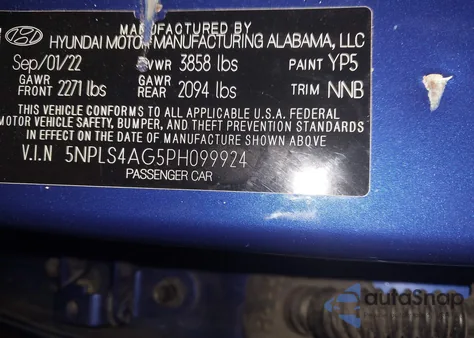 MANUFACTURED BY
HYUNDAI MOTOR MANUFACTURING ALABAMA, LLC
Sep/01/22 GVWR 3858 lbs PAINT YP5
GAWR FRONT 2271 lbs GAWR REAR 2094 lbs TRIM NNB
THIS VEHICLE CONFORMS TO ALL APPLICABLE U.S.A. FEDERAL
MOTOR VEHICLE SAFETY, BUMPER, AND THEFT PREVENTION STANDARDS
IN EFFECT ON THE DATE OF MANUFACTURE SHOWN ABOVE
V.I.N 5NPLS4AG5PH099924
PASSENGER CAR
autoSnap